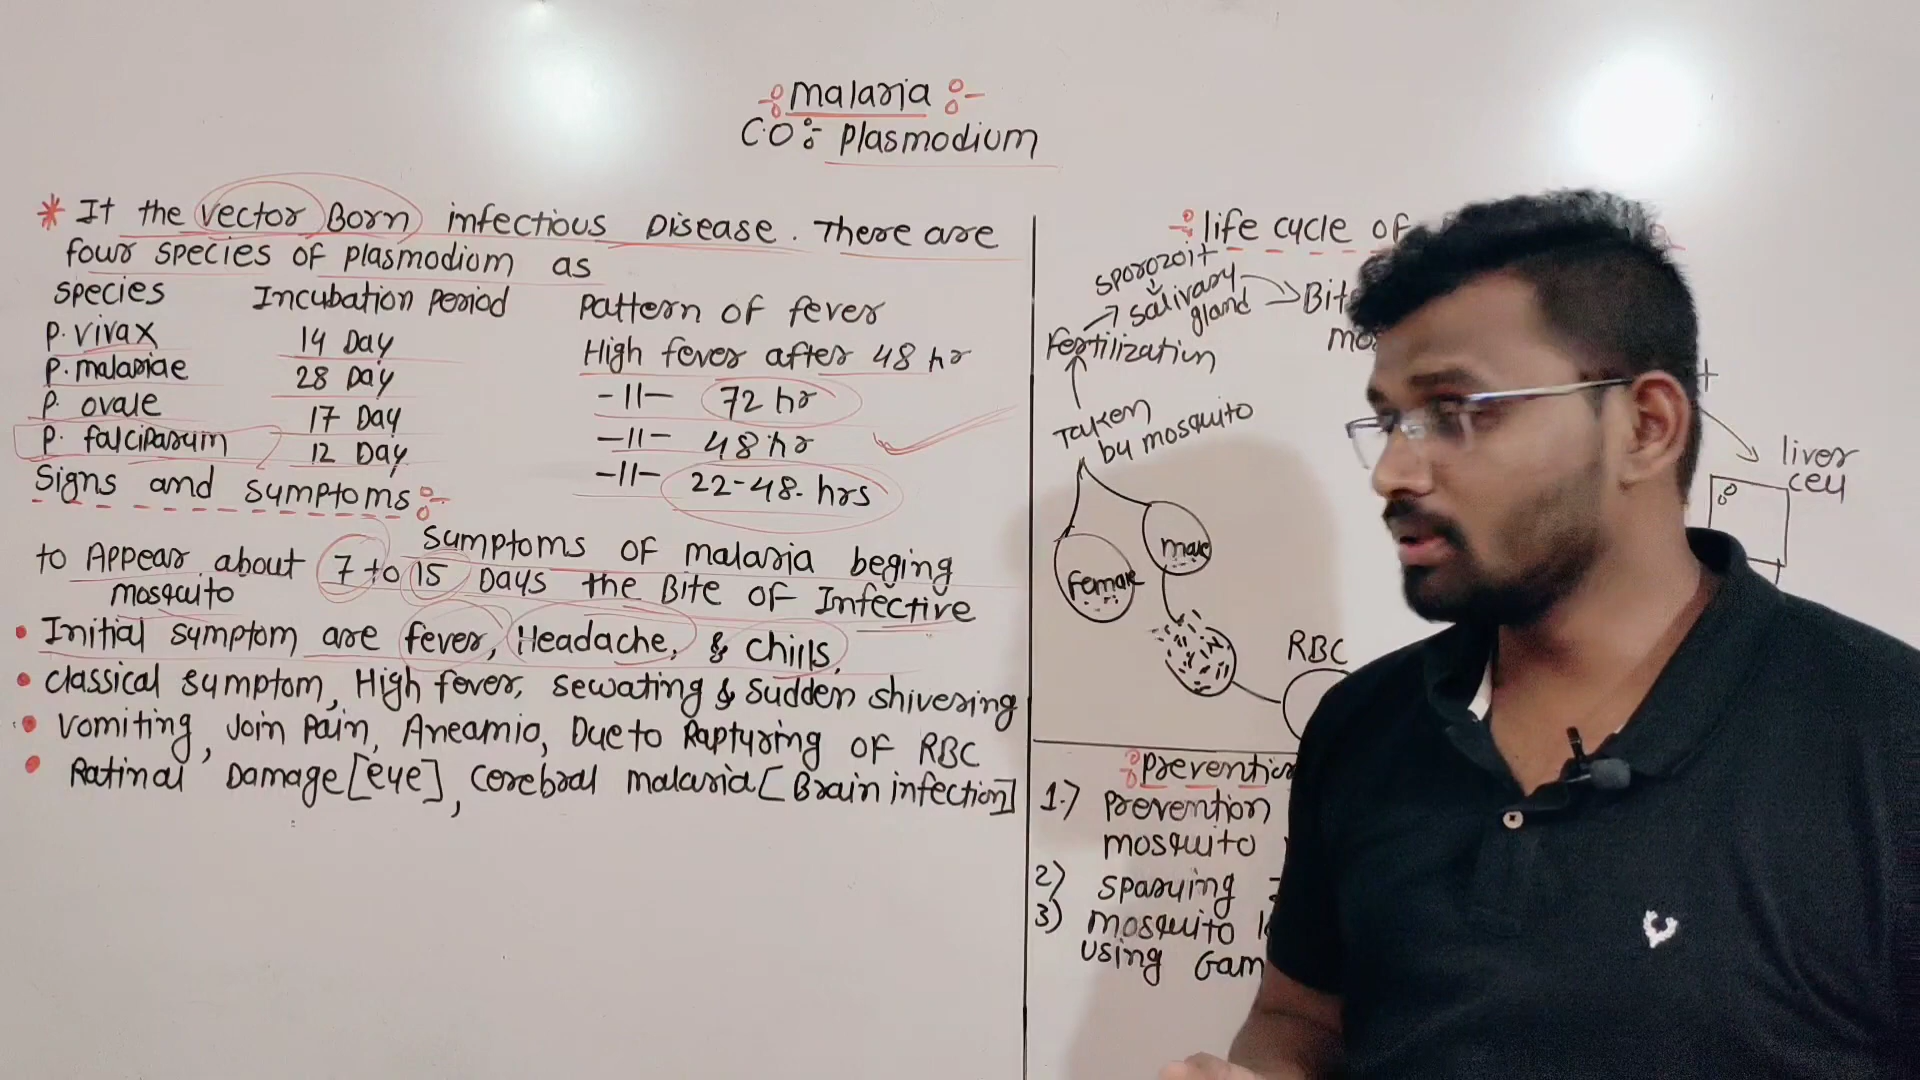 malaria :-
C.O :- plasmodium
* It the vector Born infectious Disease. There are
four species of plasmodium as
species Incubation period Pattern of fever
P. vivax 14 Day High fever after 48 hr
P. malariae 28 Day -11- 72 hr
P. ovale 17 Day -11- 48 hr
P. falciparum 12 Day -11- 22-48. hrs
Signs and symptoms :-
Symptoms of malaria beging
to Appear about 7 to 15 Days the Bite of Infective
mosquito
• Initial symptom are fever, Headache, & chills.
• classical symptom, High fever, sewating & sudden shivering
• vomiting, Join pain, Aneamio, Due to Rapturing of RBC
• Ratinal Damage [eye], cerebral malaria [Brain infection]
life cycle of
sporozoit
salivary
gland
Bite
Fertilization
Taken
by mosquito
male
female
RBC
liver
cell
Prevention
1.) prevention
mosquito
2) sparying
3) mosquito
using Gam